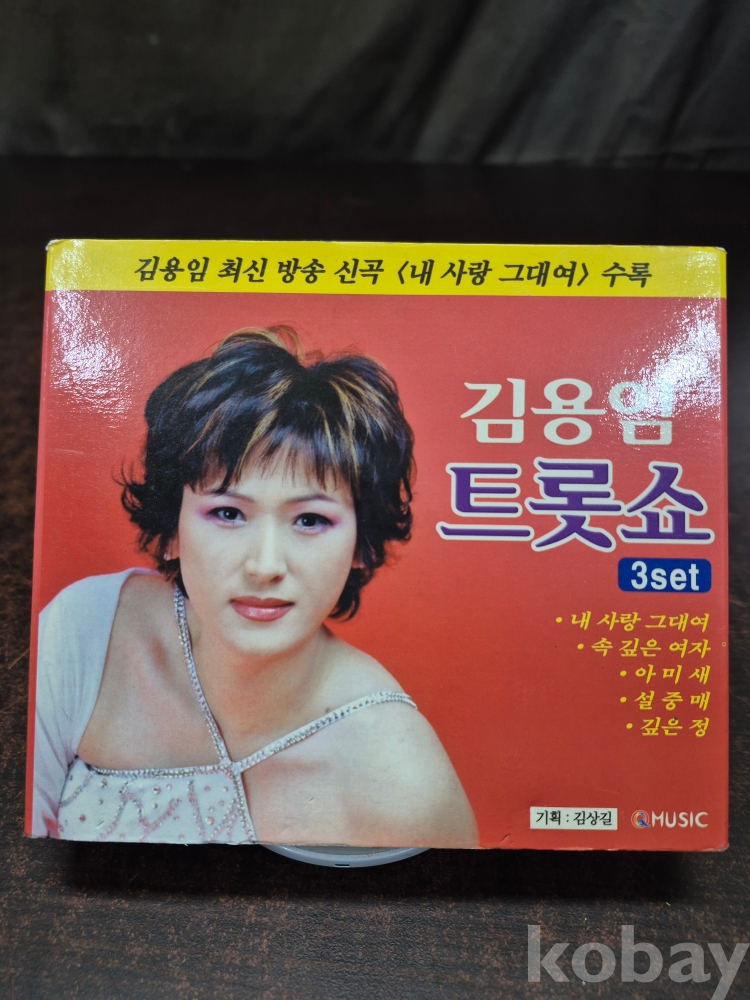 김용임 최신 방송 신곡 〈내 사랑 그대여〉 수록
김용임
트롯쇼
3set
• 내 사랑 그대여
• 속 깊은 여자
• 아 미 새
• 설 중 매
• 깊은 정
기획 : 김상길
MUSIC
kobay